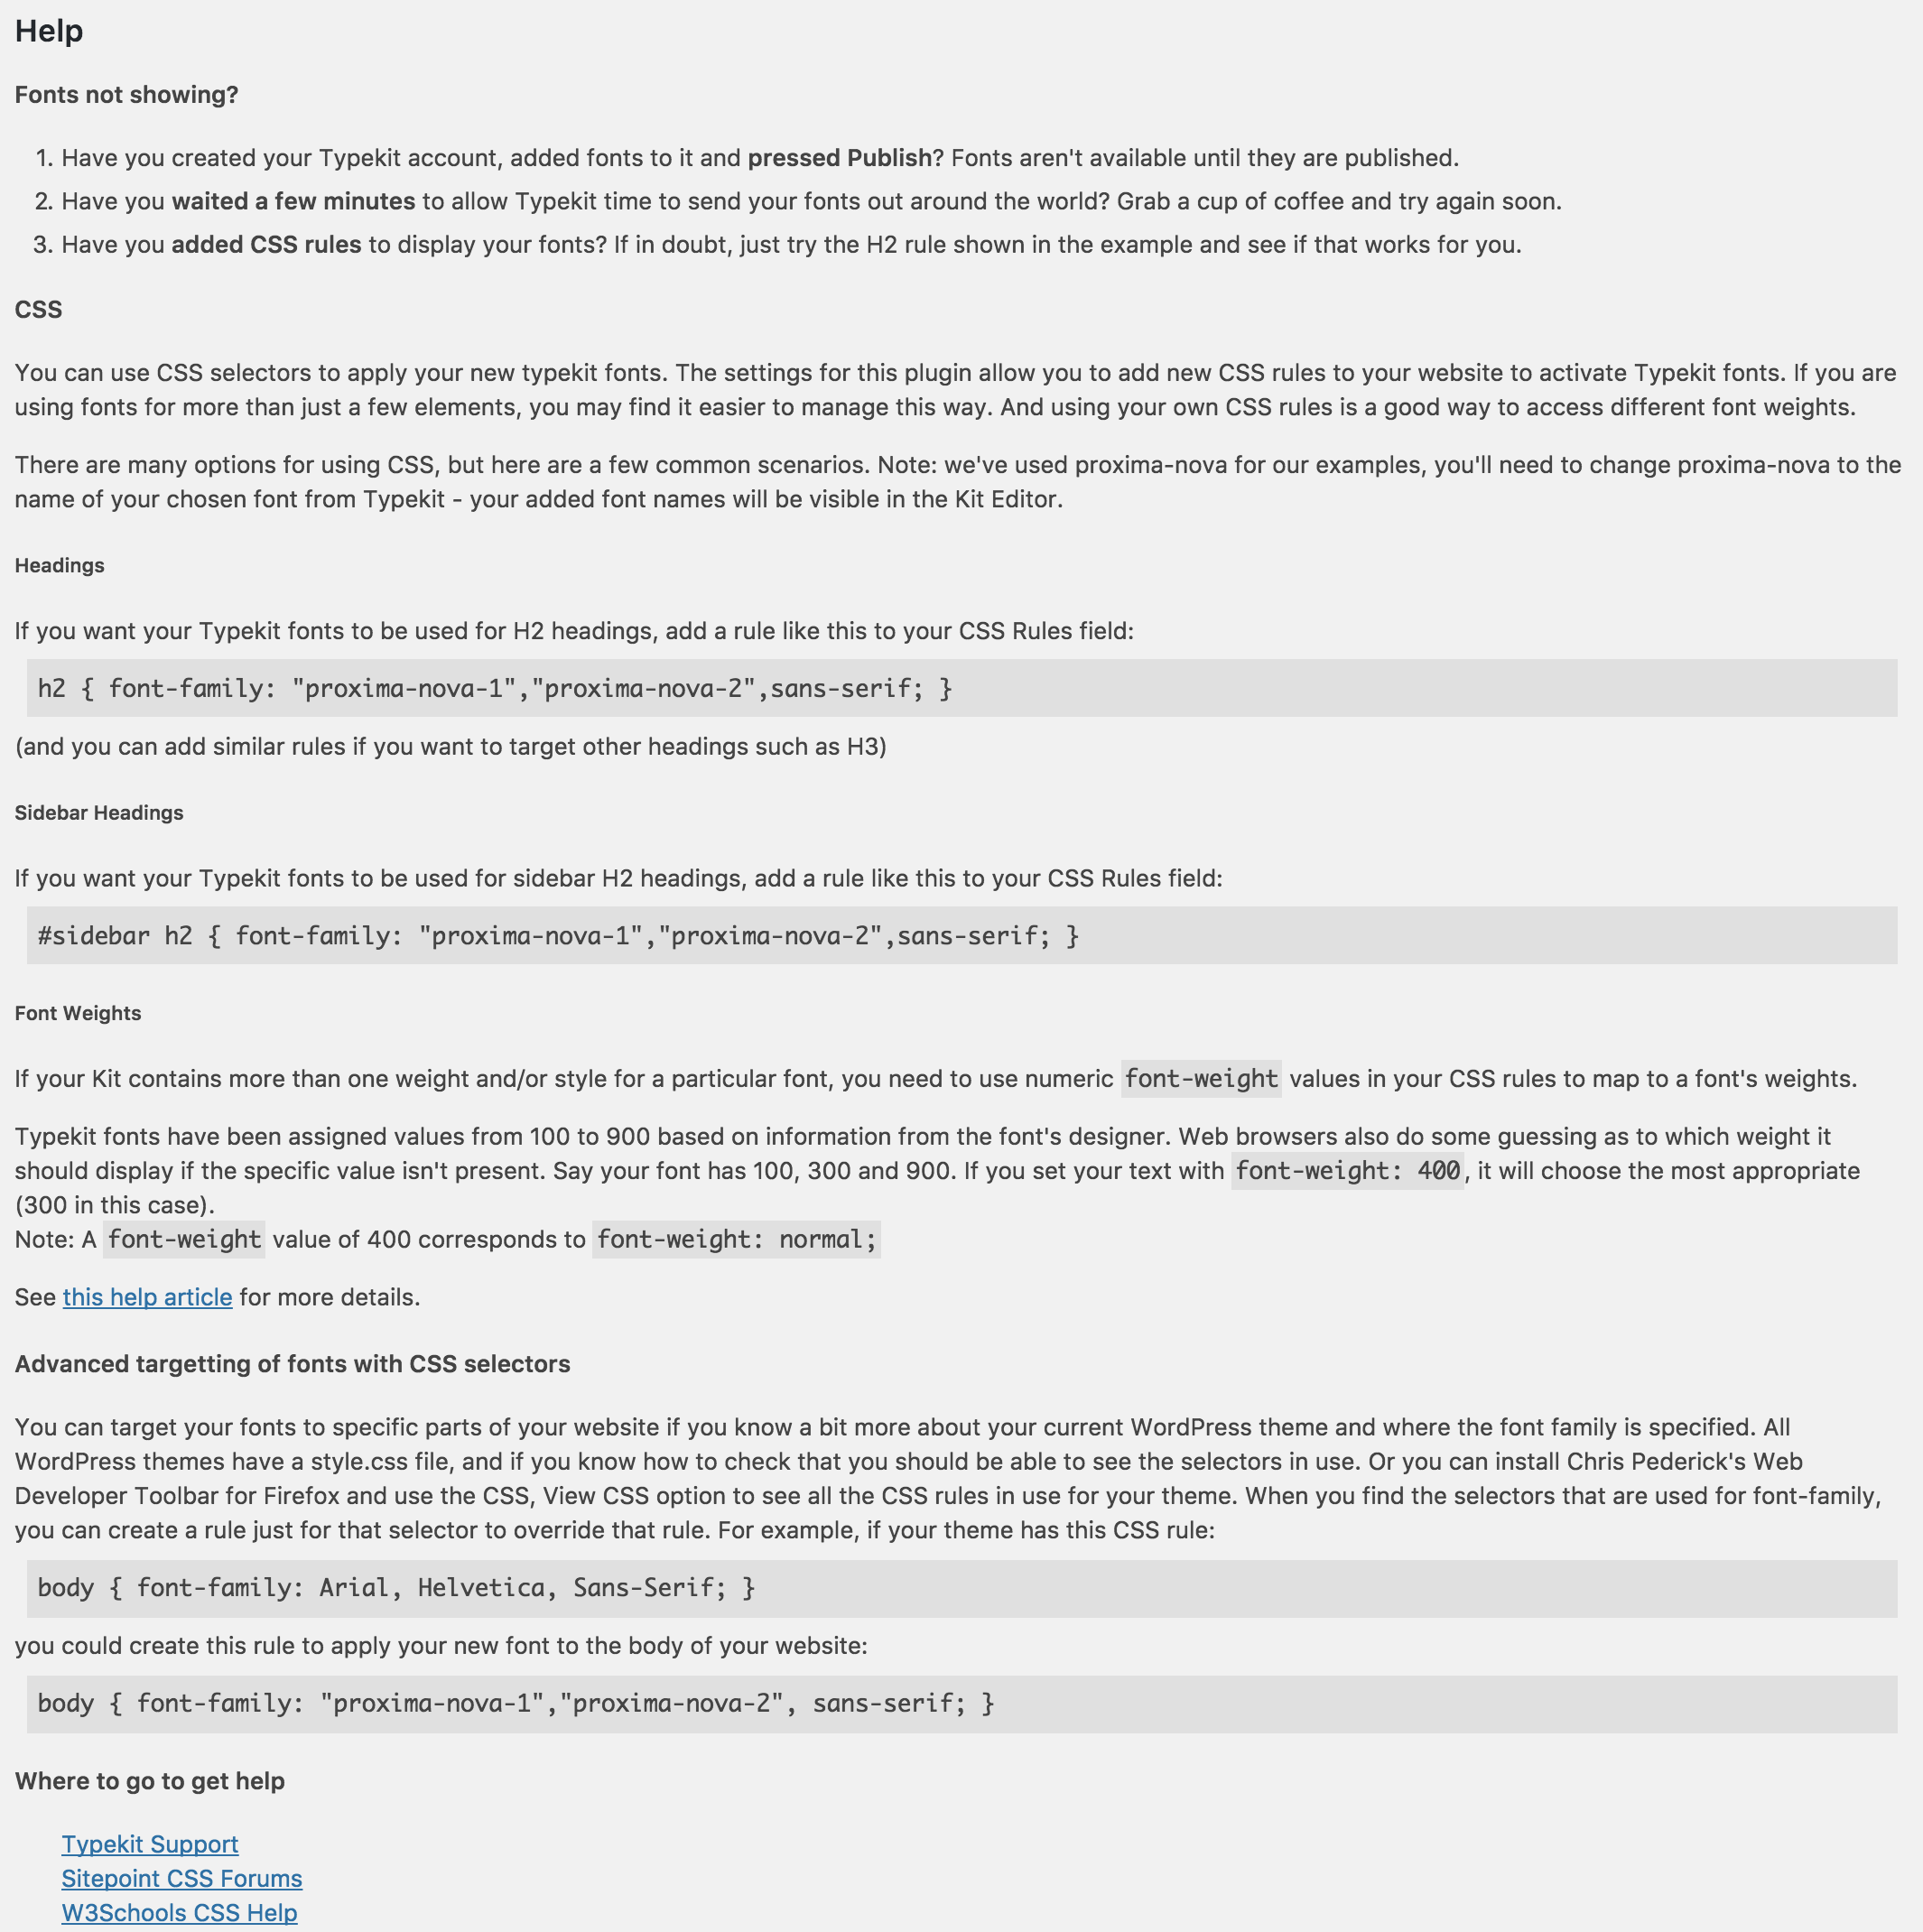 Help
Fonts not showing?
1. Have you created your Typekit account, added fonts to it and pressed Publish? Fonts aren't available until they are published.
2. Have you waited a few minutes to allow Typekit time to send your fonts out around the world? Grab a cup of coffee and try again soon.
3. Have you added CSS rules to display your fonts? If in doubt, just try the H2 rule shown in the example and see if that works for you.
CSS
You can use CSS selectors to apply your new typekit fonts. The settings for this plugin allow you to add new CSS rules to your website to activate Typekit fonts. If you are
using fonts for more than just a few elements, you may find it easier to manage this way. And using your own CSS rules is a good way to access different font weights.
There are many options for using CSS, but here are a few common scenarios. Note: we've used proxima-nova for our examples, you'll need to change proxima-nova to the
name of your chosen font from Typekit - your added font names will be visible in the Kit Editor.
Headings
If you want your Typekit fonts to be used for H2 headings, add a rule like this to your CSS Rules field:
h2 { font-family: "proxima-nova-1","proxima-nova-2",sans-serif; }
(and you can add similar rules if you want to target other headings such as H3)
Sidebar Headings
If you want your Typekit fonts to be used for sidebar H2 headings, add a rule like this to your CSS Rules field:
#sidebar h2 { font-family: "proxima-nova-1","proxima-nova-2",sans-serif; }
Font Weights
If your Kit contains more than one weight and/or style for a particular font, you need to use numeric font-weight values in your CSS rules to map to a font's weights.
Typekit fonts have been assigned values from 100 to 900 based on information from the font's designer. Web browsers also do some guessing as to which weight it
should display if the specific value isn't present. Say your font has 100, 300 and 900. If you set your text with font-weight: 400, it will choose the most appropriate
(300 in this case).
Note: A font-weight value of 400 corresponds to font-weight: normal;
See this help article for more details.
Advanced targetting of fonts with CSS selectors
You can target your fonts to specific parts of your website if you know a bit more about your current WordPress theme and where the font family is specified. All
WordPress themes have a style.css file, and if you know how to check that you should be able to see the selectors in use. Or you can install Chris Pederick's Web
Developer Toolbar for Firefox and use the CSS, View CSS option to see all the CSS rules in use for your theme. When you find the selectors that are used for font-family,
you can create a rule just for that selector to override that rule. For example, if your theme has this CSS rule:
body { font-family: Arial, Helvetica, Sans-Serif; }
you could create this rule to apply your new font to the body of your website:
body { font-family: "proxima-nova-1","proxima-nova-2", sans-serif; }
Where to go to get help
Typekit Support
Sitepoint CSS Forums
W3Schools CSS Help